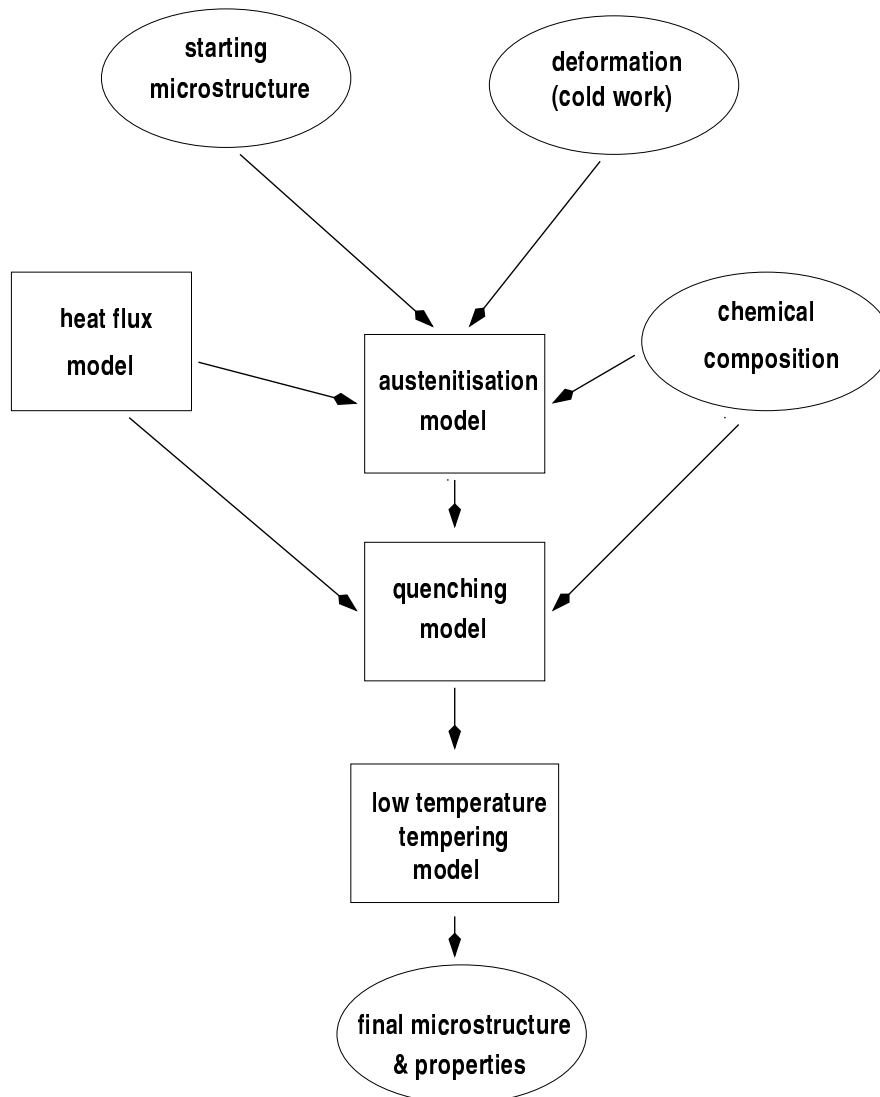 starting
microstructure
deformation
(cold work)
heat flux
model
austenitisation
model
chemical
composition
quenching
model
low temperature
tempering
model
final microstructure
& properties